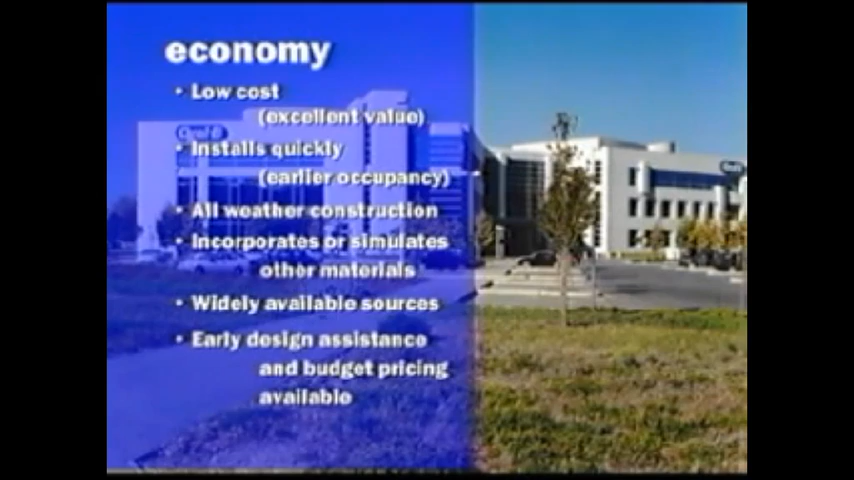 economy
• Low cost
(excellent value)
• Installs quickly
(earlier occupancy)
• All weather construction
• Incorporates or simulates
other materials
• Widely available sources
• Early design assistance
and budget pricing
available